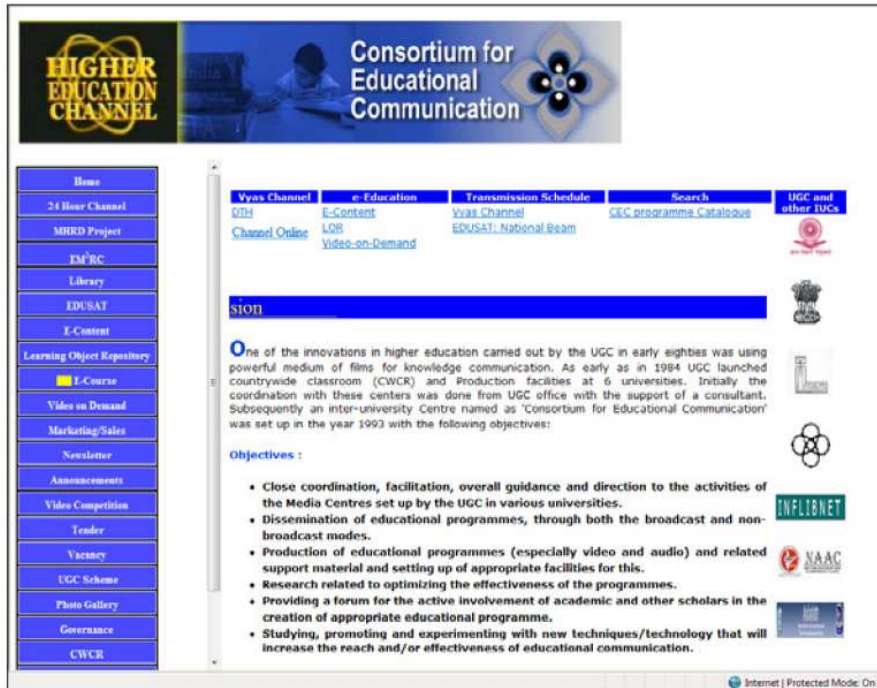 HIGHER
EDUCATION
CHANNEL
Consortium for
Educational
Communication
Home
24 Hour Channel
MHRD Project
EM³RC
Library
EDUSAT
E-Content
Learning Object Repository
E-Course
Video on Demand
Marketing/Sales
Newsletter
Announcements
Video Competition
Tender
Vacancy
UGC Scheme
Photo Gallery
Governance
CWCR
Vyas Channel
DTH
Channel Online
e-Education
E-Content
LOR
Video-on-Demand
Transmission Schedule
Vyas Channel
EDUSAT: National Beam
Search
CEC programme Catalogue
UGC and
other IUCs
sion
One of the innovations in higher education carried out by the UGC in early eighties was using
powerful medium of films for knowledge communication. As early as in 1984 UGC launched
countrywide classroom (CWCR) and Production facilities at 6 universities. Initially the
coordination with these centers was done from UGC office with the support of a consultant.
Subsequently an inter-university Centre named as 'Consortium for Educational Communication'
was set up in the year 1993 with the following objectives:
Objectives :
• Close coordination, facilitation, overall guidance and direction to the activities of
the Media Centres set up by the UGC in various universities.
• Dissemination of educational programmes, through both the broadcast and non-
broadcast modes.
• Production of educational programmes (especially video and audio) and related
support material and setting up of appropriate facilities for this.
• Research related to optimizing the effectiveness of the programmes.
• Providing a forum for the active involvement of academic and other scholars in the
creation of appropriate educational programme.
• Studying, promoting and experimenting with new techniques/technology that will
increase the reach and/or effectiveness of educational communication.
INFLIBNET
NAAC
Internet | Protected Mode: On